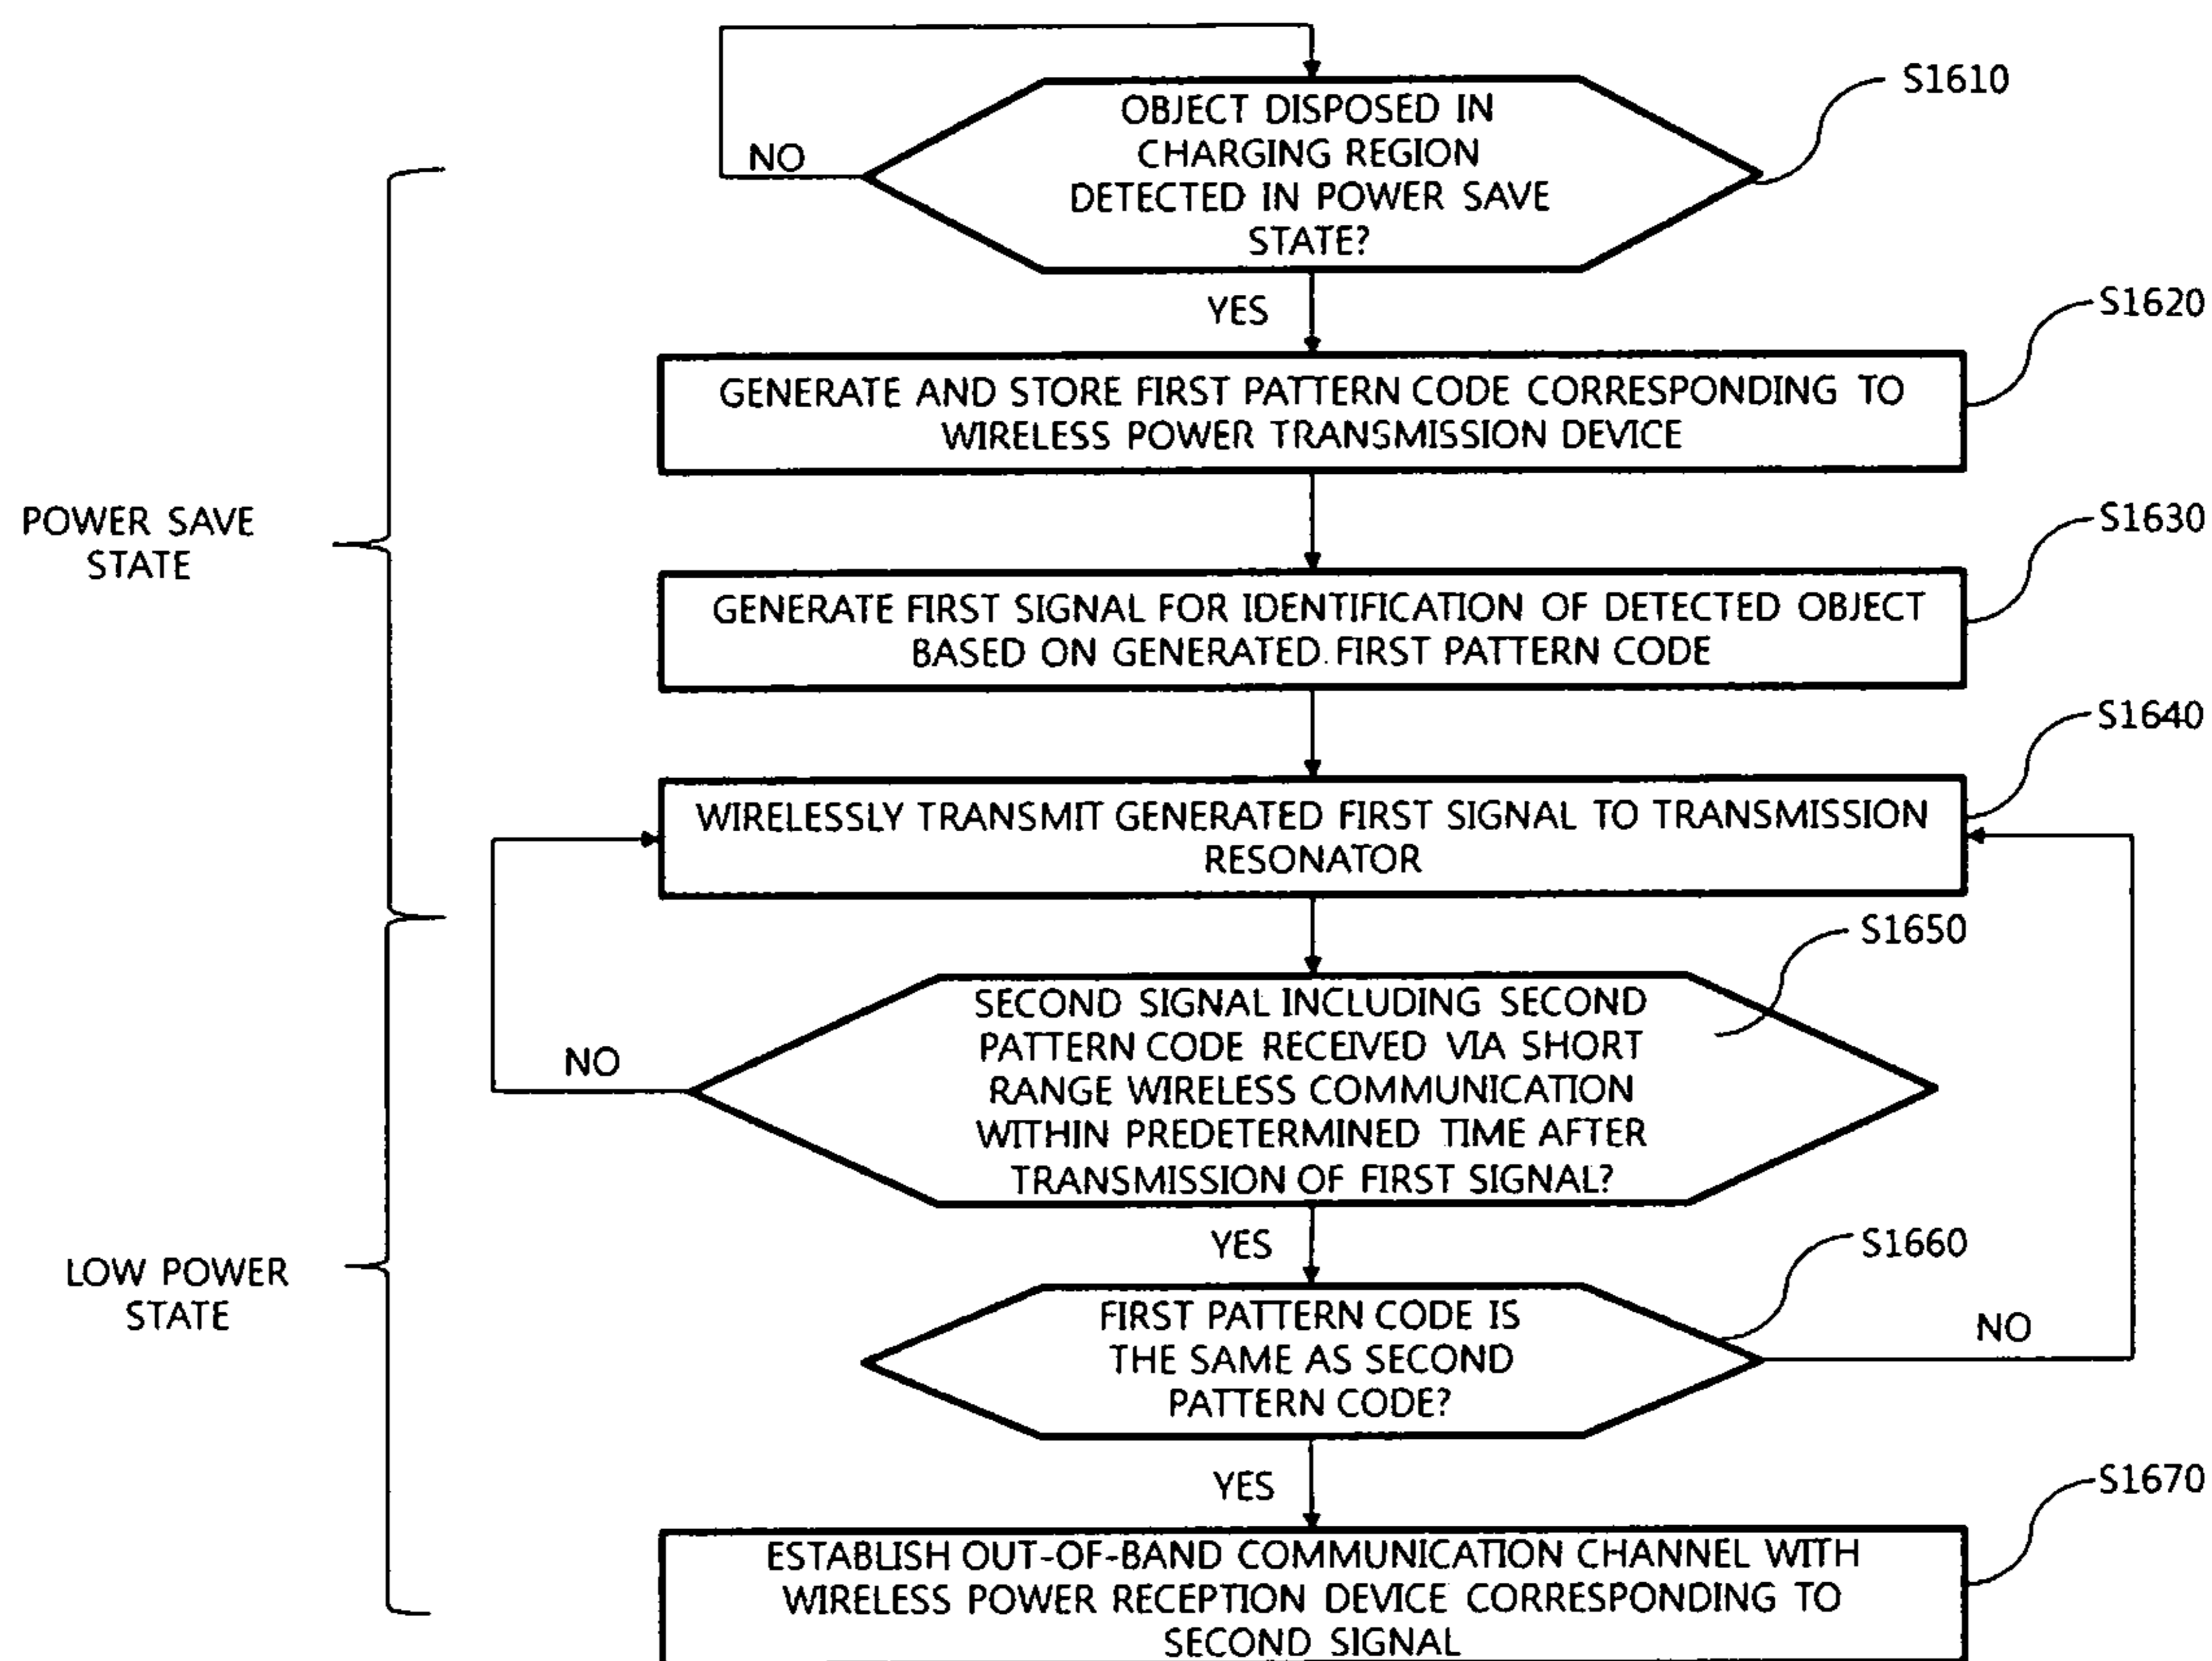 OBJECT DISPOSED IN
CHARGING REGION
DETECTED IN POWER SAVE
STATE?
S1610
NO
YES
S1620
GENERATE AND STORE FIRST PATTERN CODE CORRESPONDING TO
WIRELESS POWER TRANSMISSION DEVICE
POWER SAVE
STATE
S1630
GENERATE FIRST SIGNAL FOR IDENTIFICATION OF DETECTED OBJECT
BASED ON GENERATED FIRST PATTERN CODE
S1640
WIRELESSLY TRANSMIT GENERATED FIRST SIGNAL TO TRANSMISSION
RESONATOR
S1650
SECOND SIGNAL INCLUDING SECOND
PATTERN CODE RECEIVED VIA SHORT
RANGE WIRELESS COMMUNICATION
WITHIN PREDETERMINED TIME AFTER
TRANSMISSION OF FIRST SIGNAL?
NO
YES
LOW POWER
STATE
S1660
FIRST PATTERN CODE IS
THE SAME AS SECOND
PATTERN CODE?
NO
YES
S1670
ESTABLISH OUT-OF-BAND COMMUNICATION CHANNEL WITH
WIRELESS POWER RECEPTION DEVICE CORRESPONDING TO
SECOND SIGNAL